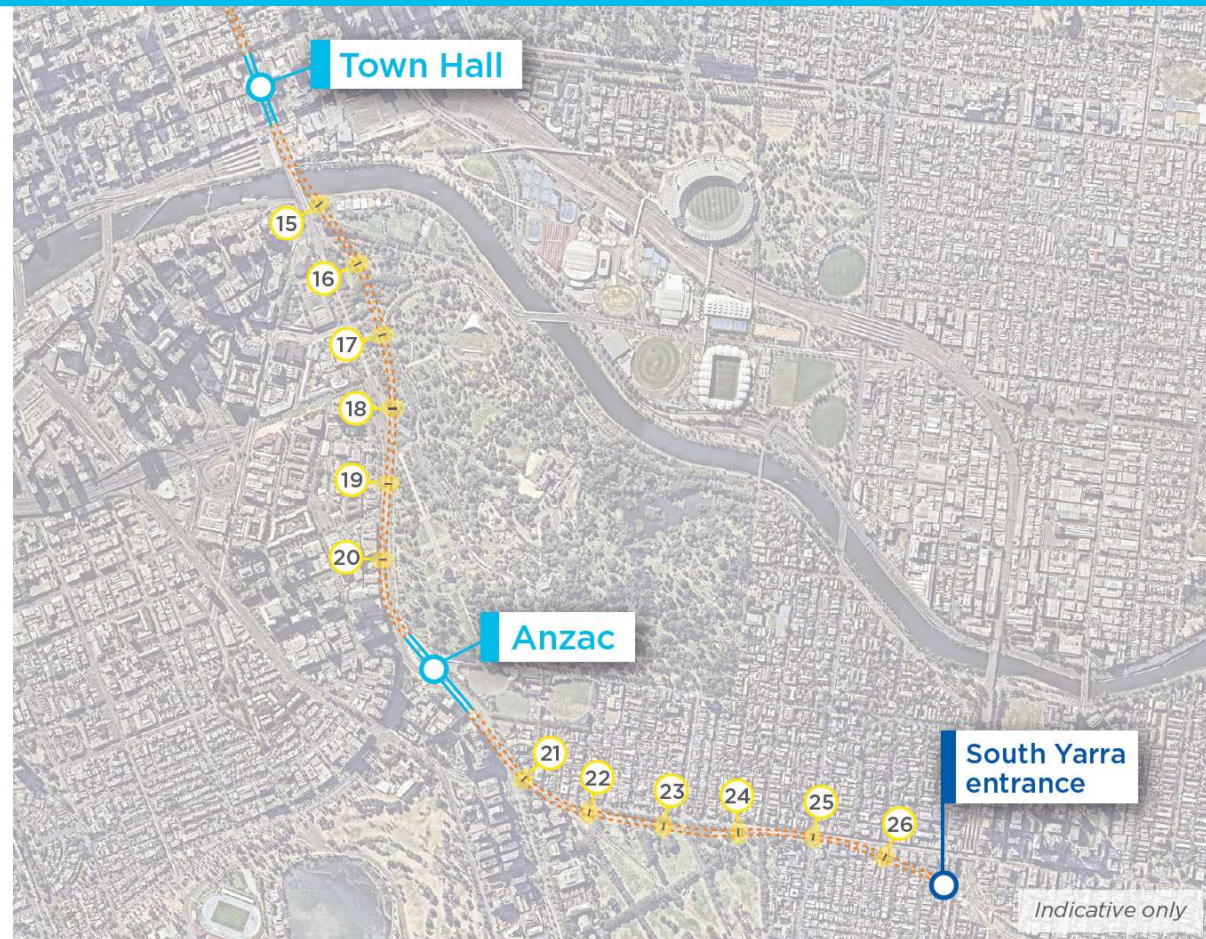 Town Hall
15
16
17
18
19
20
Anzac
21
22
23
24
25
26
South Yarra
entrance
Indicative only